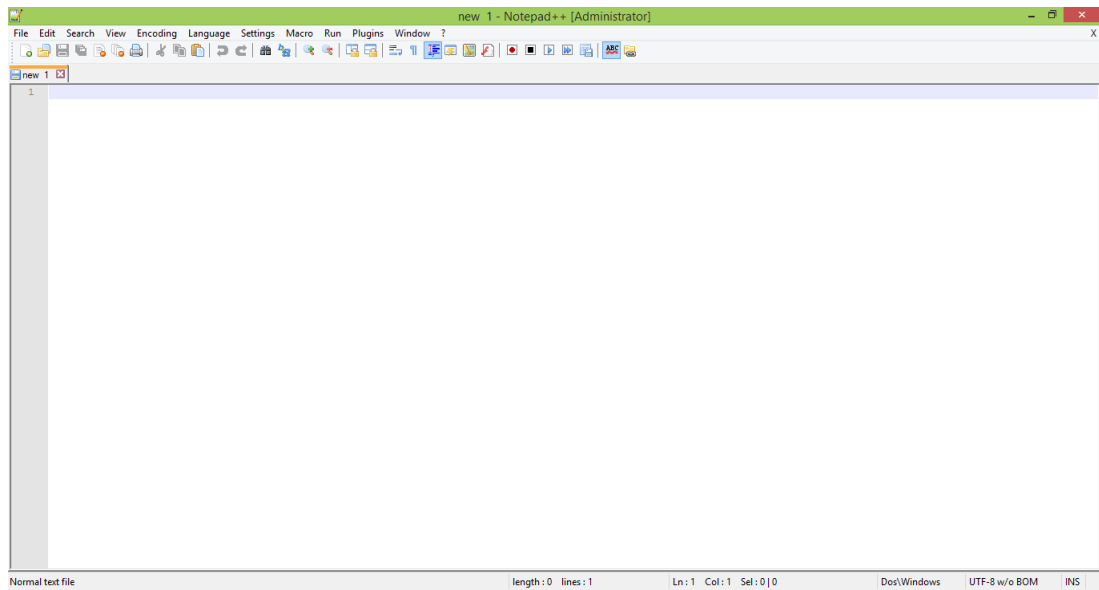 new 1 - Notepad++ [Administrator]
File Edit Search View Encoding Language Settings Macro Run Plugins Window ? X
ABC
new 1
1
Normal text file length : 0 lines : 1 Ln : 1 Col : 1 Sel : 0 | 0 Dos\Windows UTF-8 w/o BOM INS